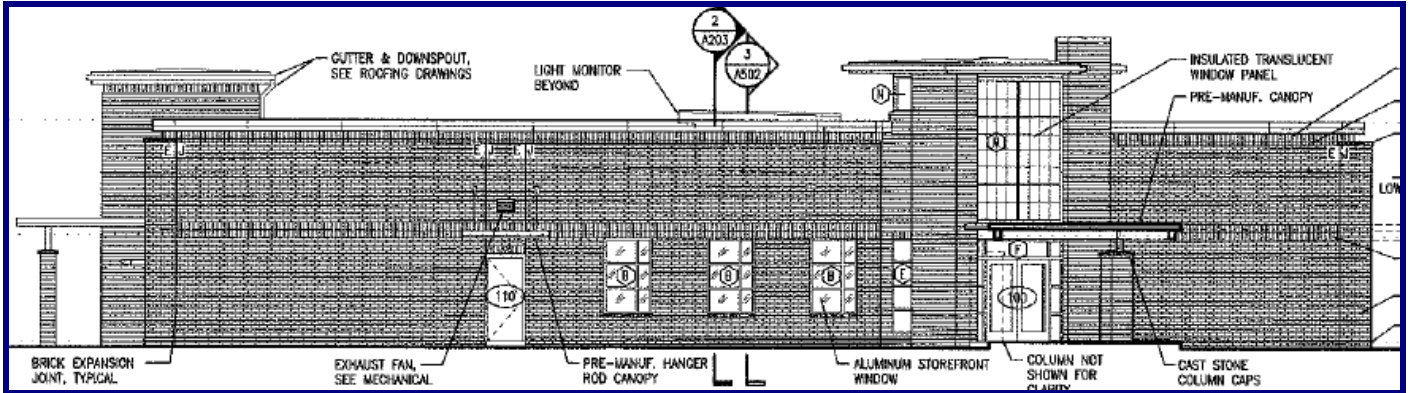 2
A203
3
A502
GUTTER & DOWNSPOUT,
SEE ROOFING DRAWINGS
LIGHT MONITOR
BEYOND
INSULATED TRANSLUCENT
WINDOW PANEL
PRE-MANUF. CANOPY
N
N
E J
E J
E J
E J
LOW
B
B
B
E
F
110
100
BRICK EXPANSION
JOINT, TYPICAL
EXHAUST FAN,
SEE MECHANICAL
PRE-MANUF. HANGER
ROD CANOPY
ALUMINUM STOREFRONT
WINDOW
COLUMN NOT
SHOWN FOR
CLARITY
CAST STONE
COLUMN CAPS